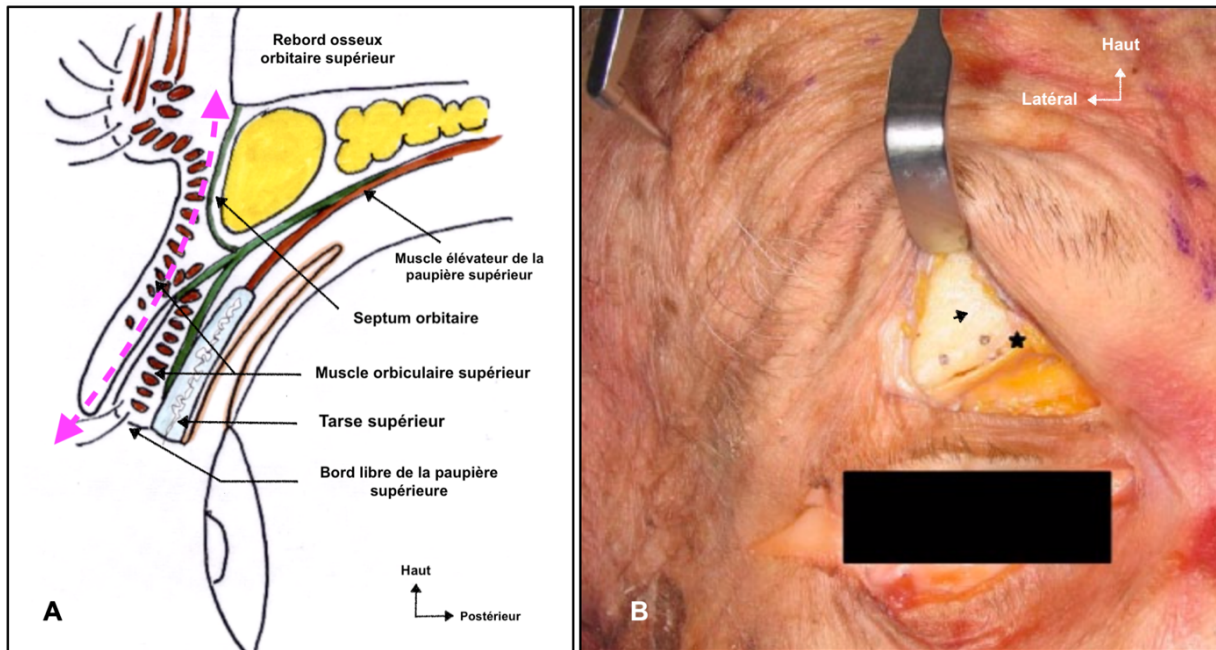 Rebord osseux
orbitaire supérieur
Muscle élévateur de la
paupière supérieur
Septum orbitaire
Muscle orbiculaire supérieur
Tarse supérieur
Bord libre de la paupière
supérieure
Haut
Postérieur
A
Haut
Latéral
B